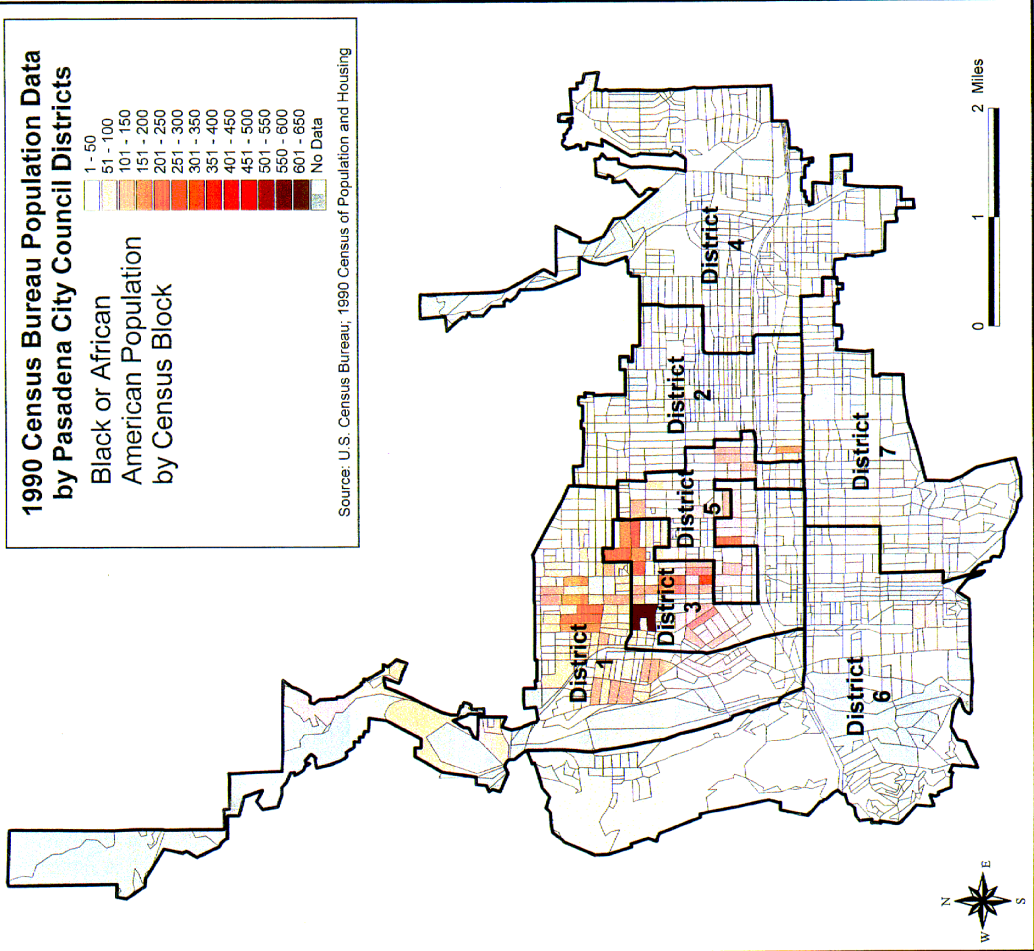 1990 Census Bureau Population Data
by Pasadena City Council Districts
Black or African
American Population
by Census Block
1 - 50
51 - 100
101 - 150
151 - 200
201 - 250
251 - 300
301 - 350
351 - 400
401 - 450
451 - 500
501 - 550
550 - 600
601 - 650
No Data
Source: U.S. Census Bureau; 1990 Census of Population and Housing
District
1
District
3
District
5
District
2
District
4
District
6
District
7
N
W
E
S
0
1
2 Miles